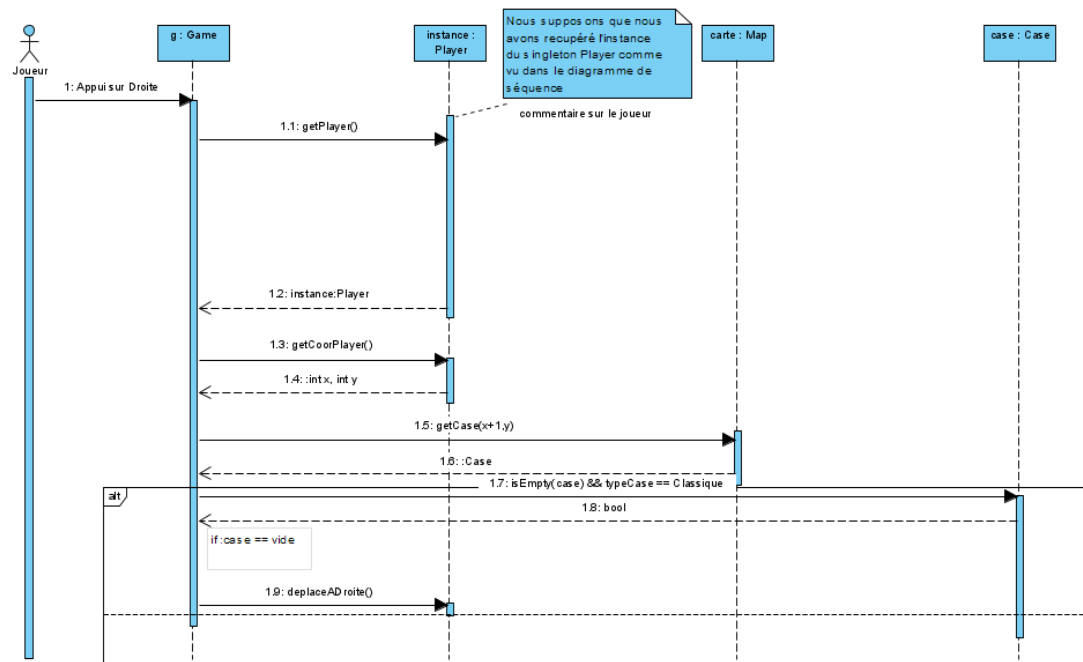 g : Game
instance :
Player
Nous supposons que nous
avons recupéré l'instance
du singleton Player comme
vu dans le diagramme de
séquence
carte : Map
case : Case
Joueur
1: Appui sur Droite
commentaire sur le joueur
1.1: getPlayer()
1.2: instance:Player
1.3: getCoorPlayer()
1.4: :int x, int y
1.5: getCase(x+1,y)
1.6: :Case
1.7: isEmpty(case) && typeCase == Classique
alt
1.8: bool
if :case == vide
1.9: deplaceADroite()